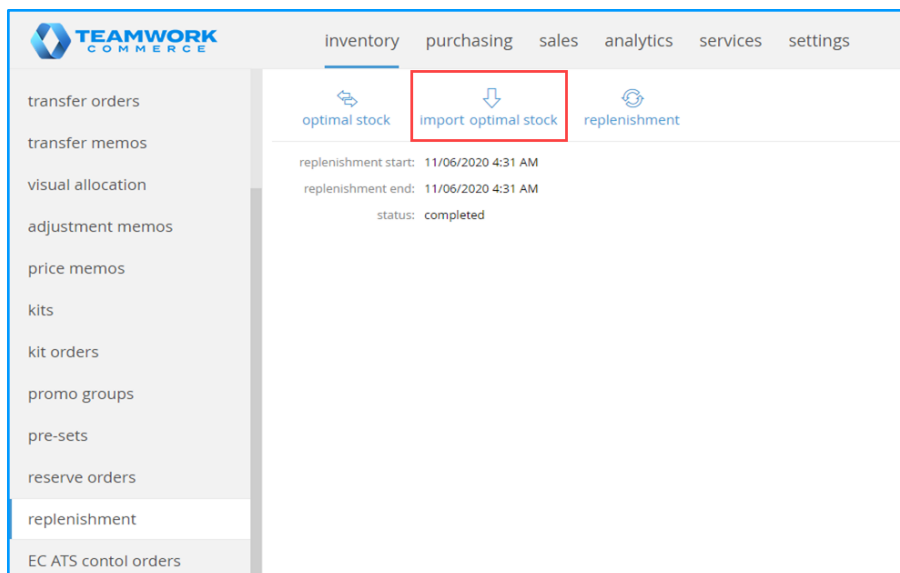 TEAMWORK
COMMERCE
inventory purchasing sales analytics services settings
transfer orders
transfer memos
visual allocation
adjustment memos
price memos
kits
kit orders
promo groups
pre-sets
reserve orders
replenishment
EC ATS contol orders
optimal stock import optimal stock replenishment
replenishment start: 11/06/2020 4:31 AM
replenishment end: 11/06/2020 4:31 AM
status: completed